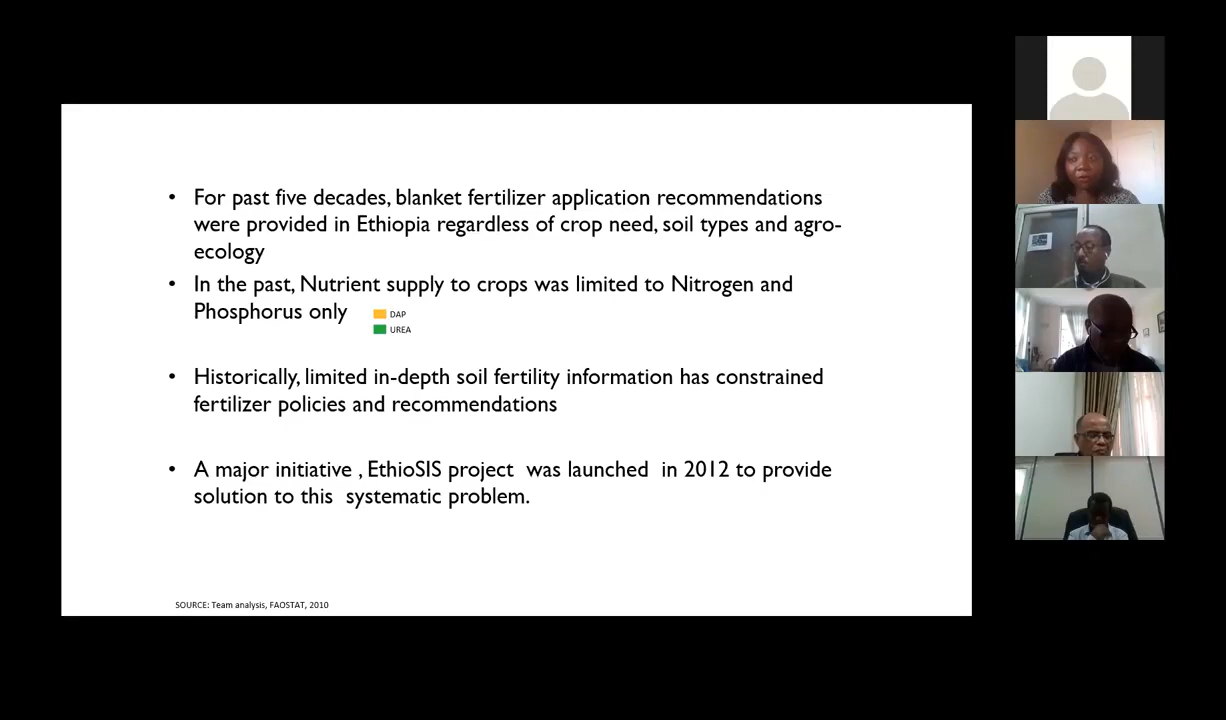 • For past five decades, blanket fertilizer application recommendations
were provided in Ethiopia regardless of crop need, soil types and agro-
ecology
• In the past, Nutrient supply to crops was limited to Nitrogen and
Phosphorus only
DAP
UREA
• Historically, limited in-depth soil fertility information has constrained
fertilizer policies and recommendations
• A major initiative , EthioSIS project was launched in 2012 to provide
solution to this systematic problem.
SOURCE: Team analysis, FAOSTAT, 2010